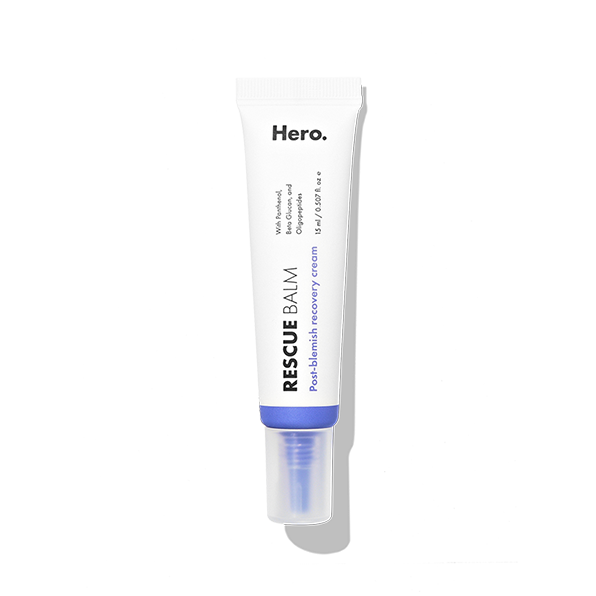 Hero.
With Panthenol,
Beta Glucan, and
Oligopeptides
15 ml / 0.507 fl. oz e
RESCUE BALM
Post-blemish recovery cream